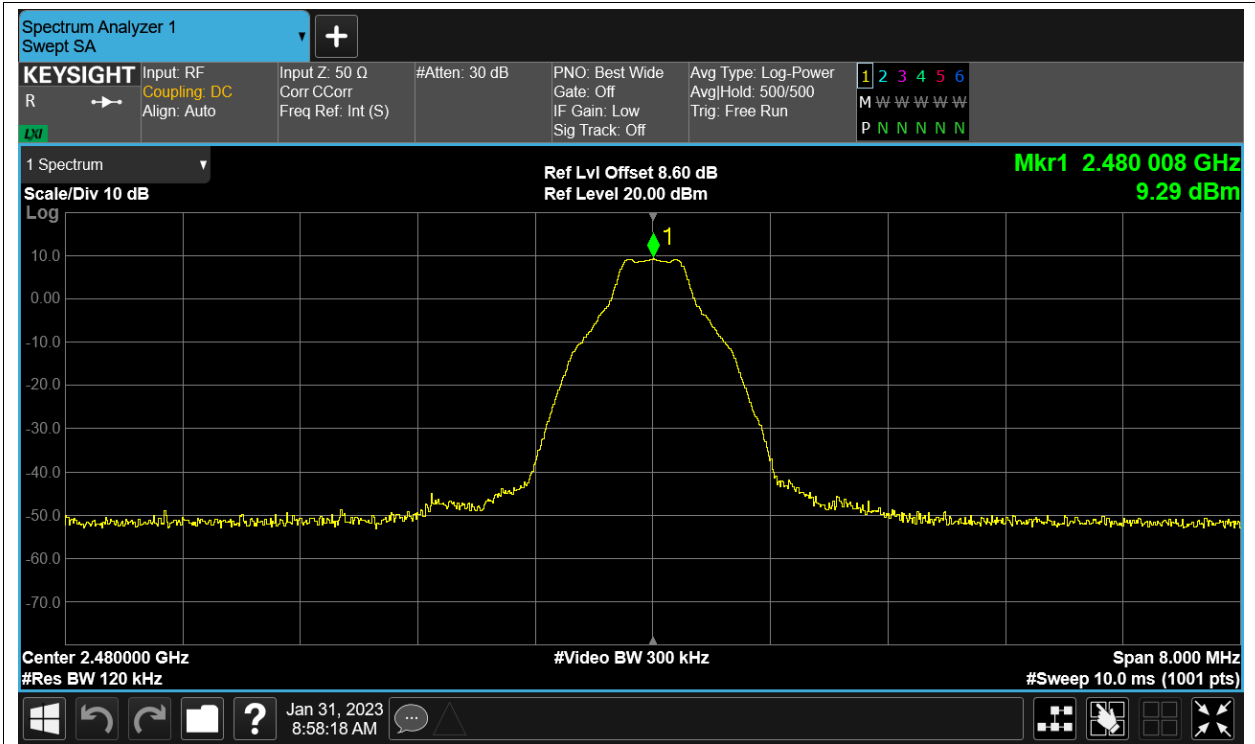 Spectrum Analyzer 1
Swept SA
KEYSIGHT
R
LXI
Input: RF
Coupling: DC
Align: Auto
Input Z: 50 Ω
Corr CCorr
Freq Ref: Int (S)
#Atten: 30 dB
PNO: Best Wide
Gate: Off
IF Gain: Low
Sig Track: Off
Avg Type: Log-Power
Avg|Hold: 500/500
Trig: Free Run
1 2 3 4 5 6
M W W W W W
P N N N N N
1 Spectrum
Scale/Div 10 dB
Ref Lvl Offset 8.60 dB
Ref Level 20.00 dBm
Mkr1 2.480 008 GHz
9.29 dBm
Log
1
10.0
0.00
-10.0
-20.0
-30.0
-40.0
-50.0
-60.0
-70.0
Center 2.480000 GHz
#Video BW 300 kHz
Span 8.000 MHz
#Res BW 120 kHz
#Sweep 10.0 ms (1001 pts)
?
Jan 31, 2023
8:58:18 AM